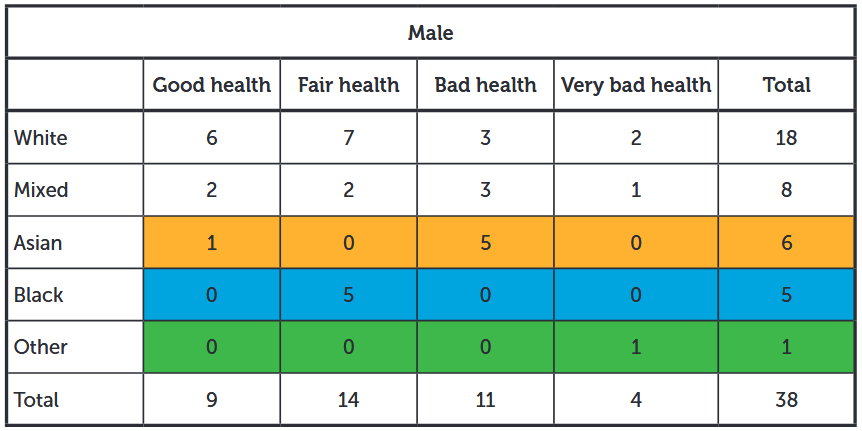 Male
Good health Fair health Bad health Very bad health Total
White 6 7 3 2 18
Mixed 2 2 3 1 8
Asian 1 0 5 0 6
Black 0 5 0 0 5
Other 0 0 0 1 1
Total 9 14 11 4 38